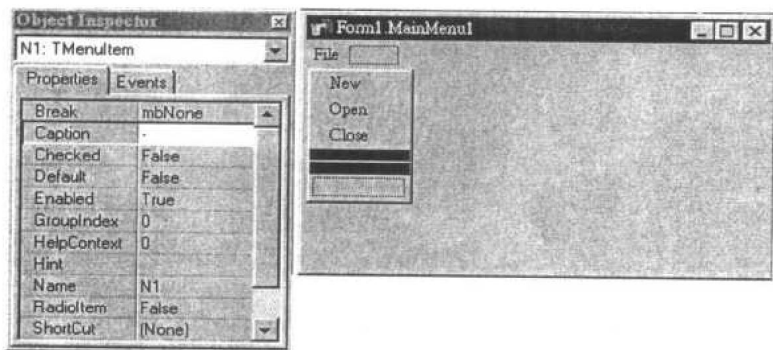 Object Inspector
N1: TMenuItem
Properties Events
Break mbNone
Caption -
Checked False
Default False
Enabled True
GroupIndex 0
HelpContext 0
Hint
Name N1
RadioItem False
ShortCut (None)
Form1.MainMenu1
File
New
Open
Close